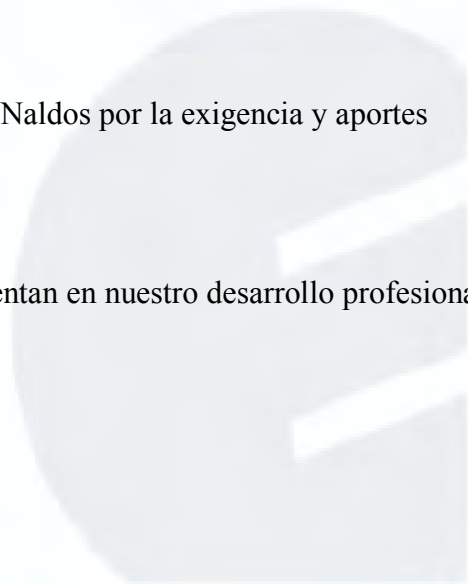 Naldos por la exigencia y aportes
entan en nuestro desarrollo profesiona